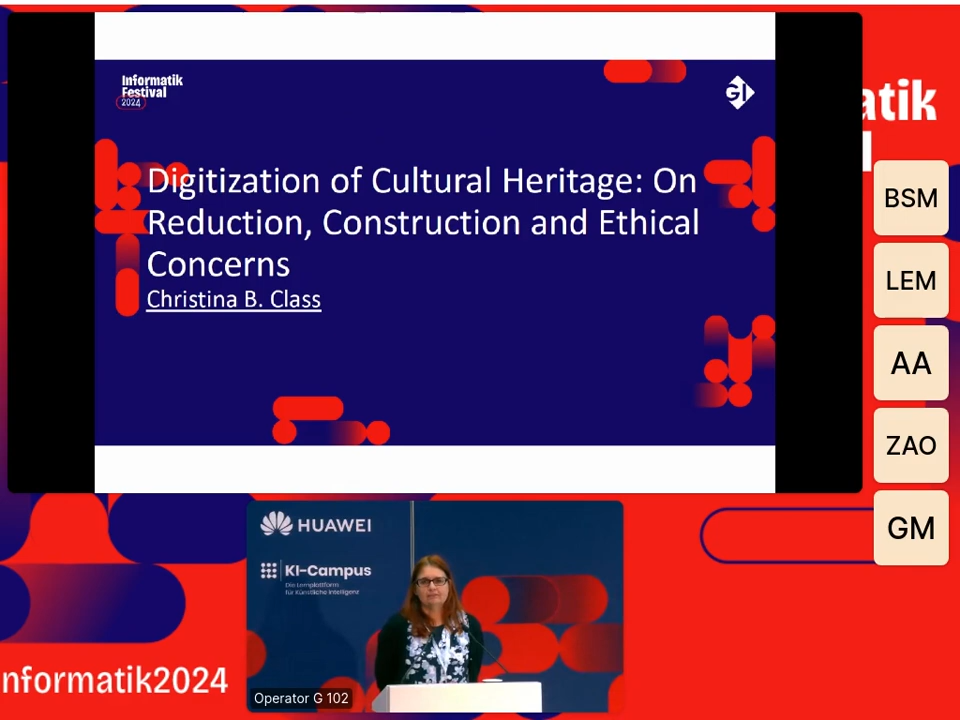 Informatik
Festival
2024
GI
Digitization of Cultural Heritage: On
Reduction, Construction and Ethical
Concerns
Christina B. Class
atik
BSM
LEM
AA
ZAO
GM
HUAWEI
KI-Campus
Die Lernplattform
für Künstliche Intelligenz
Operator G 102
nformatik2024